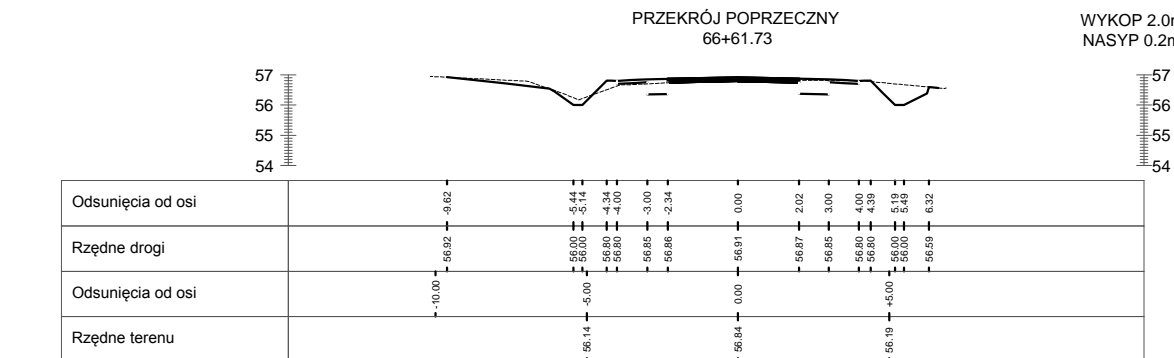 PRZEKRÓJ POPRZECZNY
66+61.73
WYKOP 2.0
NASYP 0.2
57 57
56 56
55 55
54 54
Odsunięcia od osi -9.62 -5.44 -5.14 -4.34 -4.00 -3.00 -2.34 0.00 2.02 3.00 4.00 4.39 5.19 5.49 6.32
Rzędne drogi 56.92 56.00 56.00 56.80 56.80 56.85 56.86 56.91 56.87 56.85 56.80 56.80 56.00 56.00 56.59
Odsunięcia od osi -10.00 -5.00 0.00 +5.00
Rzędne terenu 56.14 56.84 56.19